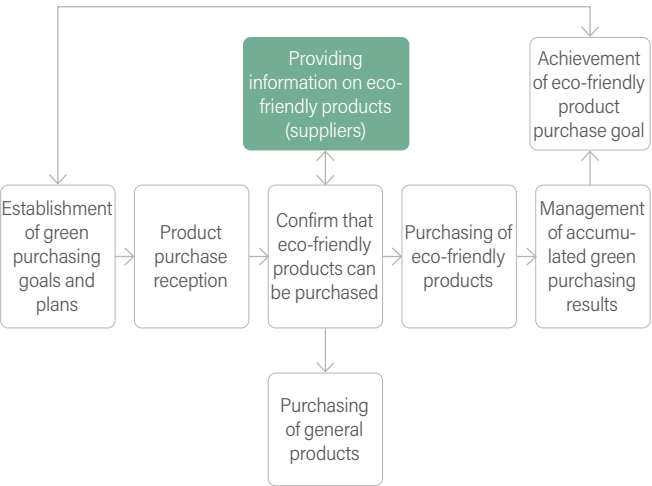 Providing
information on eco-
friendly products
(suppliers)
Achievement
of eco-friendly
product
purchase goal
Establishment
of green
purchasing
goals and
plans
Product
purchase
reception
Confirm that
eco-friendly
products can
be purchased
Purchasing of
eco-friendly
products
Management
of accumu-
lated green
purchasing
results
Purchasing
of general
products